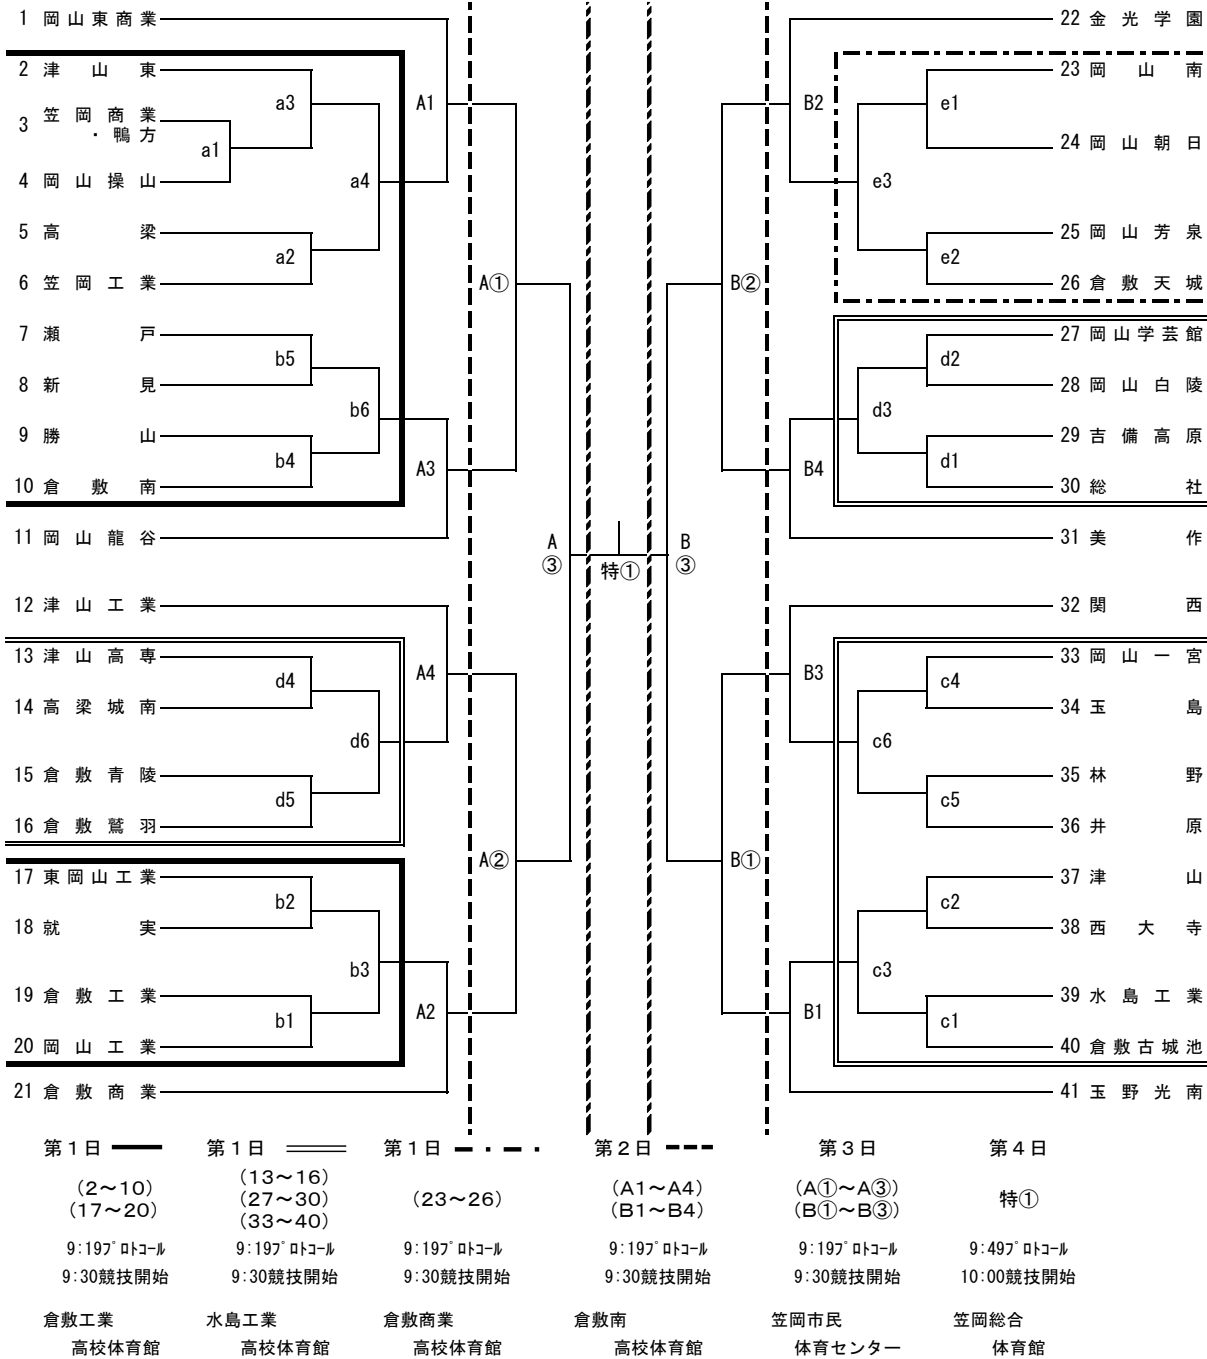 1 岡山東商業
2 津山東
3 笠岡商業
・鴨方
4 岡山操山
5 高梁
6 笠岡工業
7 瀬戸
8 新見
9 勝山
10 倉敷南
11 岡山龍谷
12 津山工業
13 津山高専
14 高梁城南
15 倉敷青陵
16 倉敷鷲羽
17 東岡山工業
18 就実
19 倉敷工業
20 岡山工業
21 倉敷商業
a3
a1
a4
a2
b5
b6
b4
d4
d6
d5
b2
b3
b1
A1
A3
A4
A2
A①
A②
A
③
特①
B
③
B②
B①
B2
B4
B3
B1
e1
e3
e2
d2
d3
d1
c4
c6
c5
c2
c3
c1
22 金光学園
23 岡山南
24 岡山朝日
25 岡山芳泉
26 倉敷天城
27 岡山学芸館
28 岡山白陵
29 吉備高原
30 総社
31 美作
32 関西
33 岡山一宮
34 玉島
35 林野
36 井原
37 津山
38 西大寺
39 水島工業
40 倉敷古城池
41 玉野光南
第1日
(2~10)
(17~20)
9:19プロトコール
9:30競技開始
倉敷工業
高校体育館
第1日
(13~16)
(27~30)
(33~40)
9:19プロトコール
9:30競技開始
水島工業
高校体育館
第1日
(23~26)
9:19プロトコール
9:30競技開始
倉敷商業
高校体育館
第2日
(A1~A4)
(B1~B4)
9:19プロトコール
9:30競技開始
倉敷南
高校体育館
第3日
(A①~A③)
(B①~B③)
9:19プロトコール
9:30競技開始
笠岡市民
体育センター
第4日
特①
9:49プロトコール
10:00競技開始
笠岡総合
体育館